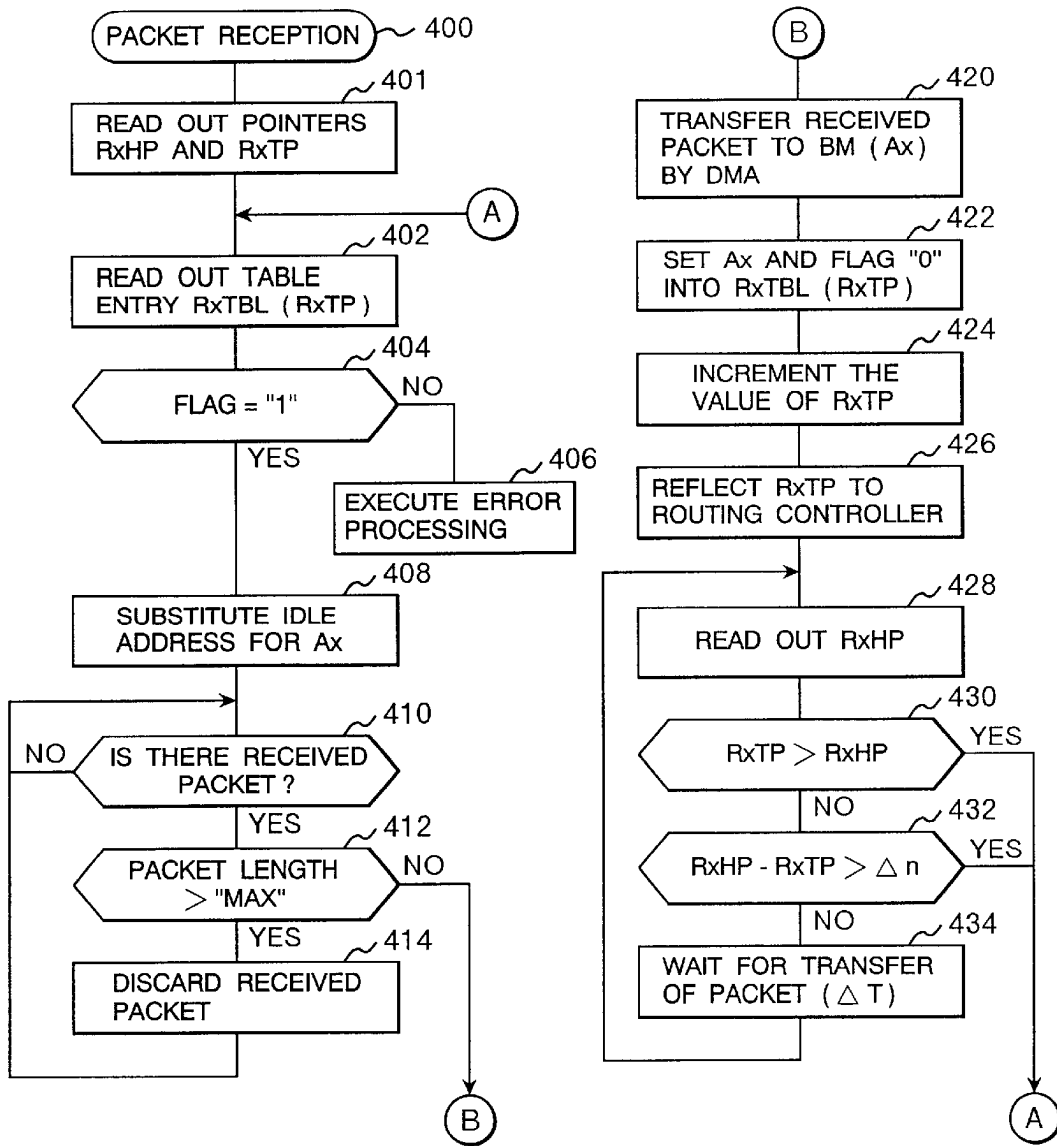 PACKET RECEPTION
400
401
READ OUT POINTERS
RxHP AND RxTP
A
402
READ OUT TABLE
ENTRY RxTBL (RxTP)
404
FLAG = "1"
NO
YES
406
EXECUTE ERROR
PROCESSING
408
SUBSTITUTE IDLE
ADDRESS FOR Ax
410
NO
IS THERE RECEIVED
PACKET ?
YES
412
PACKET LENGTH
> "MAX"
NO
YES
414
DISCARD RECEIVED
PACKET
B
B
420
TRANSFER RECEIVED
PACKET TO BM (Ax)
BY DMA
422
SET Ax AND FLAG "0"
INTO RxTBL (RxTP)
424
INCREMENT THE
VALUE OF RxTP
426
REFLECT RxTP TO
ROUTING CONTROLLER
428
READ OUT RxHP
430
RxTP > RxHP
YES
NO
432
RxHP - RxTP > △ n
YES
NO
434
WAIT FOR TRANSFER
OF PACKET (△ T)
A